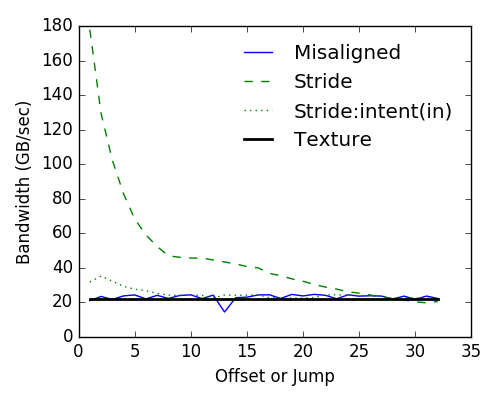 180
160
140
120
100
80
60
40
20
0
Bandwidth (GB/sec)
Misaligned
Stride
Stride:intent(in)
Texture
0 5 10 15 20 25 30 35
Offset or Jump